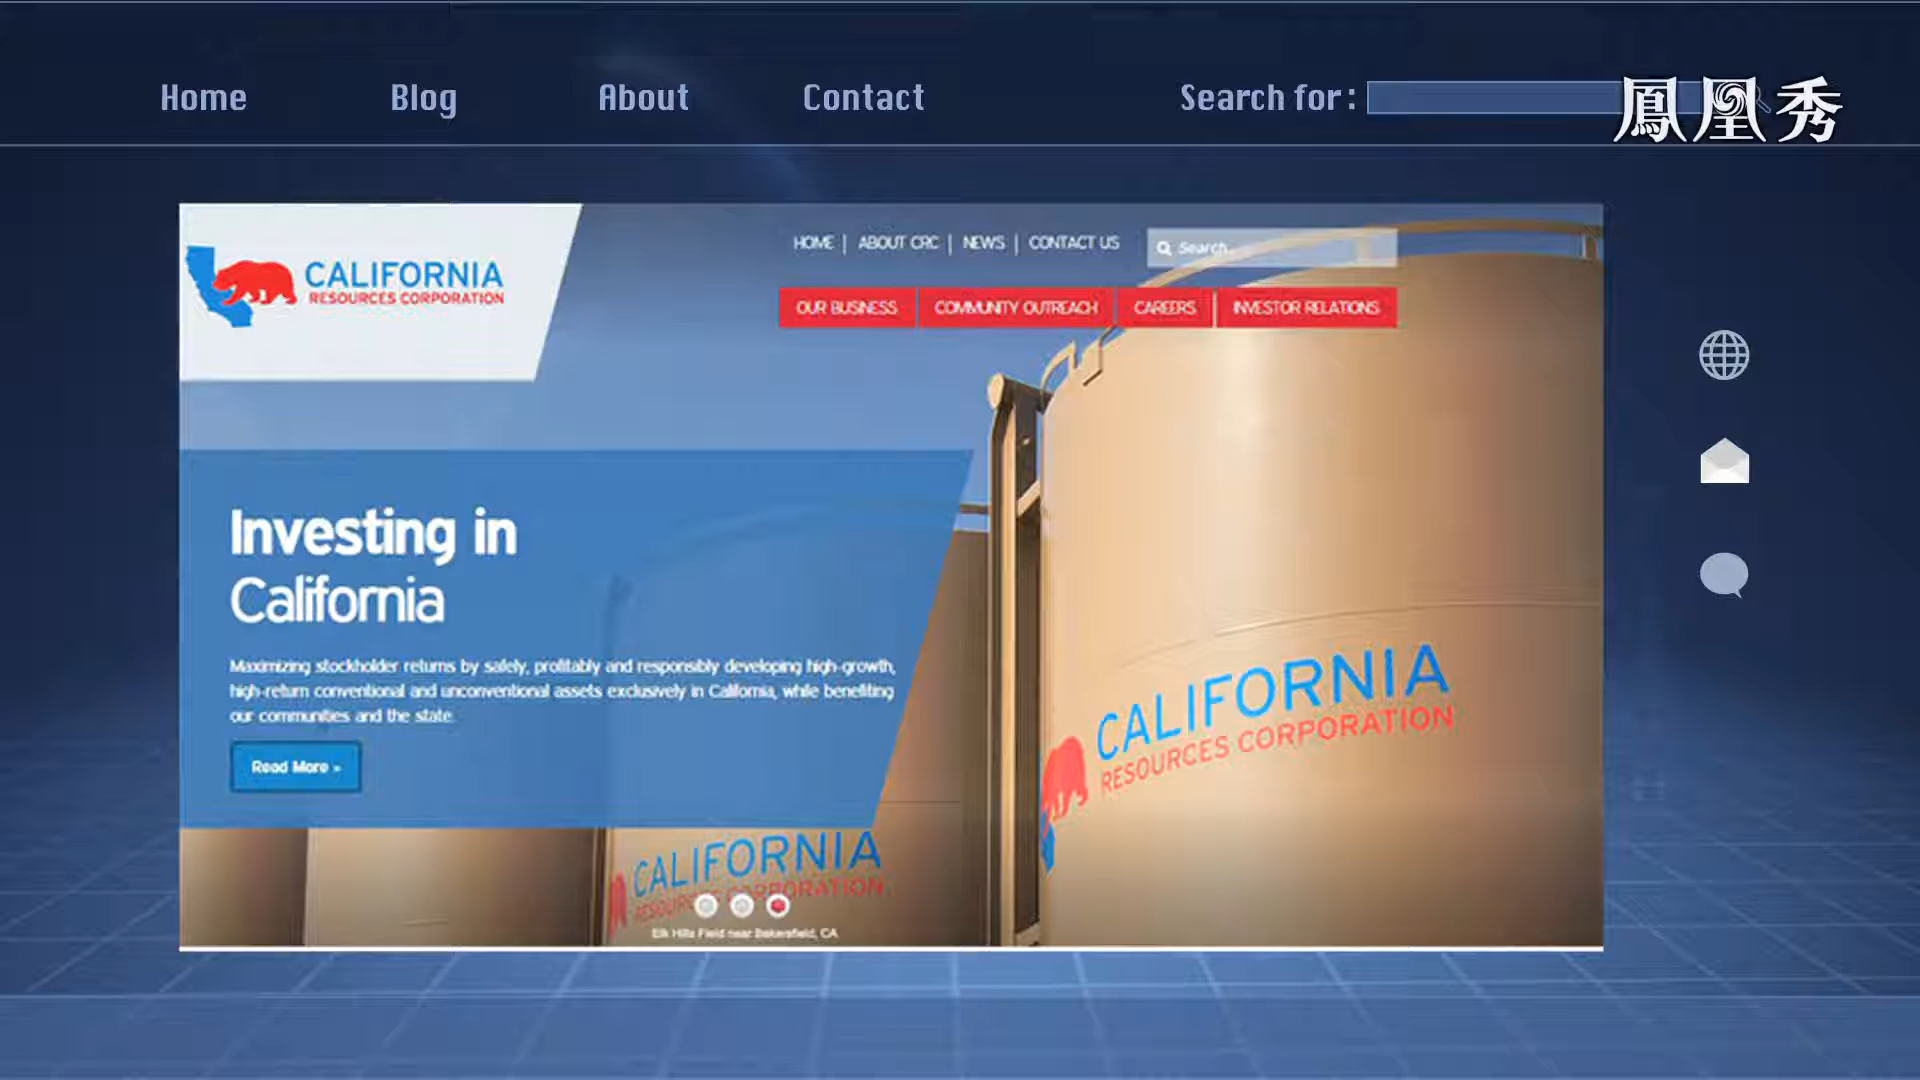 Home Blog About Contact Search for:
鳳凰秀
HOME | ABOUT CRC | NEWS | CONTACT US Search...
CALIFORNIA
RESOURCES CORPORATION
OUR BUSINESS COMMUNITY OUTREACH CAREERS INVESTOR RELATIONS
Investing in
California
Maximizing stockholder returns by safely, profitably and responsibly developing high-growth,
high-return conventional and unconventional assets exclusively in California, while benefiting
our communities and the state.
Read More »
CALIFORNIA
RESOURCES CORPORATION
CALIFORNIA
RESOURCES CORPORATION
Elk Hills Field near Bakersfield, CA